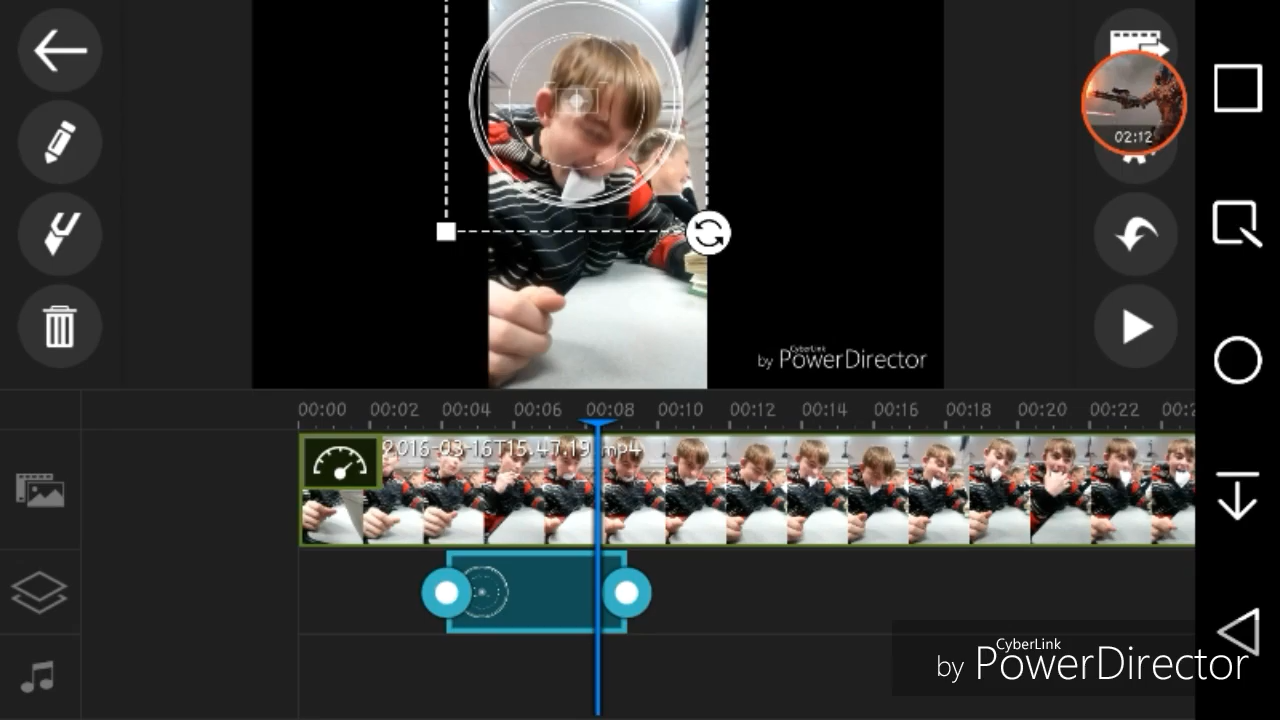 02:12
CyberLink
by PowerDirector
00:00 00:02 00:04 00:06 00:08 00:10 00:12 00:14 00:16 00:18 00:20 00:22
2016-03-16T15.47.19.mp4
CyberLink
by PowerDirector